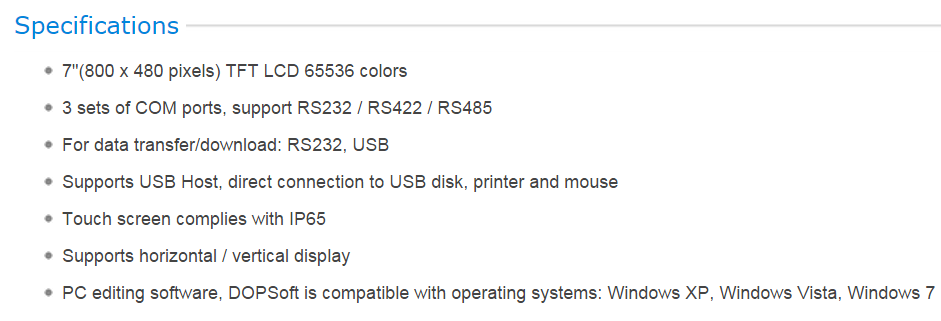 Specifications
7"(800 x 480 pixels) TFT LCD 65536 colors
3 sets of COM ports, support RS232 / RS422 / RS485
For data transfer/download: RS232, USB
Supports USB Host, direct connection to USB disk, printer and mouse
Touch screen complies with IP65
Supports horizontal / vertical display
PC editing software, DOPSoft is compatible with operating systems: Windows XP, Windows Vista, Windows 7